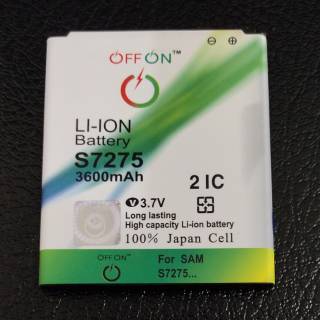 OFF ON™
LI-ION
Battery
S7275
3600mAh
2 IC
V 3.7V
Long lasting
High capacity Li-ion battery
100% Japan Cell
OFF ON
For SAM
S7275...